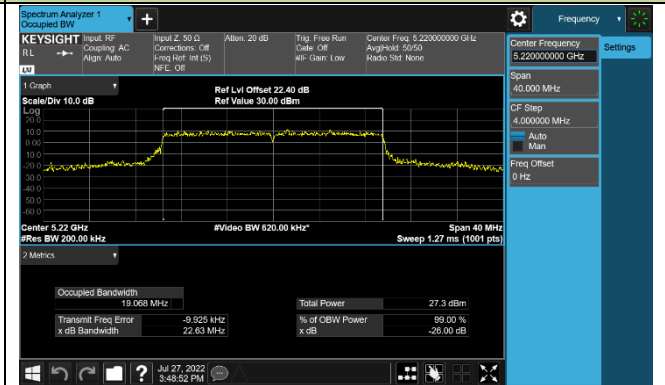 Spectrum Analyzer 1
Occupied BW
+
Frequency
KEYSIGHT
RL
LXI
Input: RF
Coupling: AC
Align: Auto
Input Z: 50 Ω
Corrections: Off
Freq Ref: Int (S)
NFE: Off
Atten: 20 dB
Trig: Free Run
Gate: Off
#IF Gain: Low
Center Freq: 5.220000000 GHz
Avg|Hold: 50/50
Radio Std: None
Center Frequency
5.220000000 GHz
Settings
Span
40.000 MHz
CF Step
4.000000 MHz
Auto
Man
Freq Offset
0 Hz
1 Graph
Scale/Div 10.0 dB
Ref Lvl Offset 22.40 dB
Ref Value 30.00 dBm
Log
20.0
10.0
0.00
-10.0
-20.0
-30.0
-40.0
-50.0
-60.0
Center 5.22 GHz
#Res BW 200.00 kHz
#Video BW 620.00 kHz*
Span 40 MHz
Sweep 1.27 ms (1001 pts)
2 Metrics
Occupied Bandwidth
19.068 MHz
Total Power 27.3 dBm
Transmit Freq Error -9.925 kHz
% of OBW Power 99.00 %
x dB Bandwidth 22.63 MHz
x dB -26.00 dB
?
Jul 27, 2022
3:48:52 PM